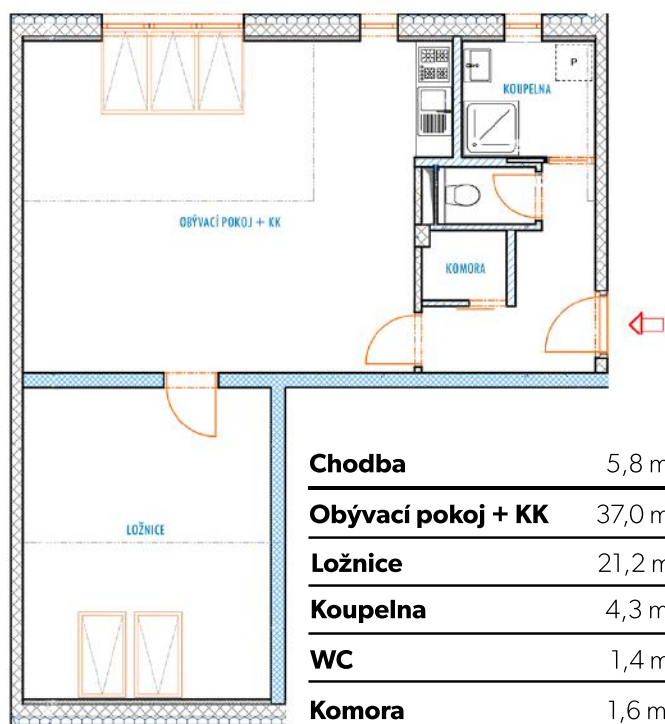 P
KOUPELNA
OBÝVACÍ POKOJ + KK
KOMORA
LOŽNICE
Chodba 5,8 m
Obývací pokoj + KK 37,0 m
Ložnice 21,2 m
Koupelna 4,3 m
WC 1,4 m
Komora 1,6 m